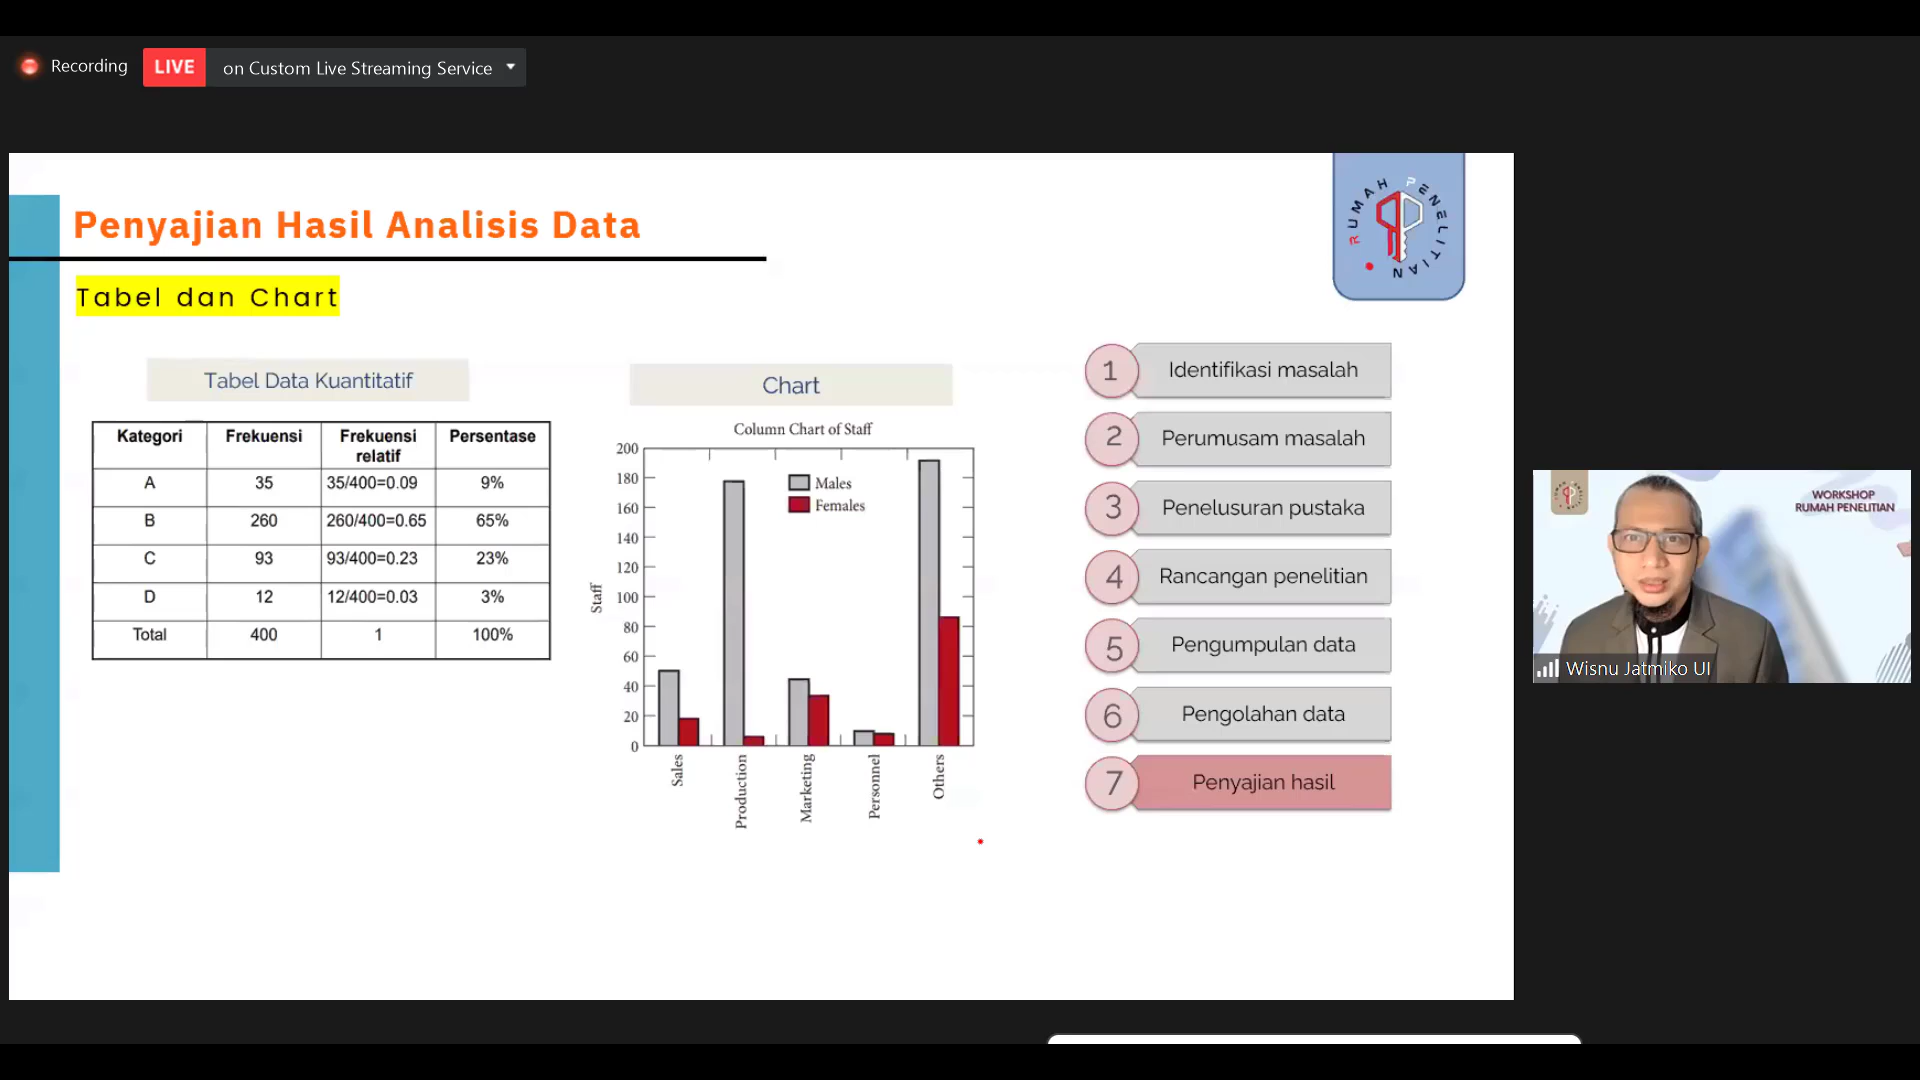 Recording
LIVE on Custom Live Streaming Service
Penyajian Hasil Analisis Data
RUMAH PENELITIAN
Tabel dan Chart
Tabel Data Kuantitatif
Kategori Frekuensi Frekuensi relatif Persentase
A 35 35/400=0.09 9%
B 260 260/400=0.65 65%
C 93 93/400=0.23 23%
D 12 12/400=0.03 3%
Total 400 1 100%
Chart
Column Chart of Staff
Males
Females
200
180
160
140
120
100
80
60
40
20
0
Staff
Sales
Production
Marketing
Personnel
Others
1 Identifikasi masalah
2 Perumusam masalah
3 Penelusuran pustaka
4 Rancangan penelitian
5 Pengumpulan data
6 Pengolahan data
7 Penyajian hasil
WORKSHOP
RUMAH PENELITIAN
Wisnu Jatmiko UI